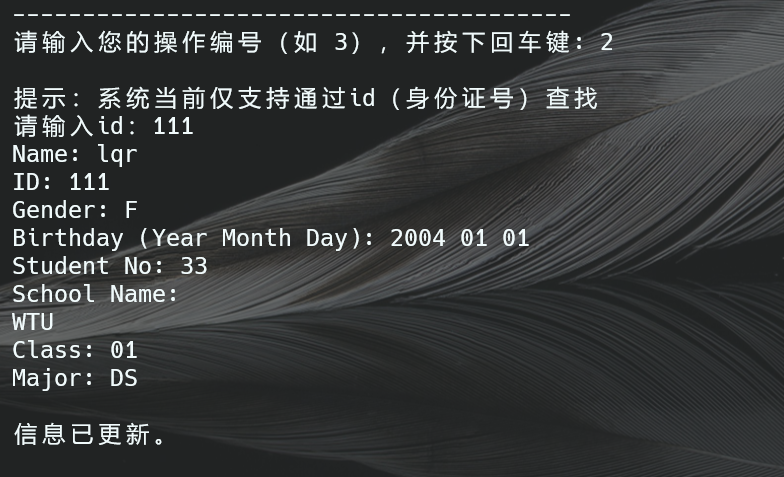 ----------------------------------------
请输入您的操作编号（如 3），并按下回车键: 2
提示: 系统当前仅支持通过id（身份证号）查找
请输入id: 111
Name: lqr
ID: 111
Gender: F
Birthday (Year Month Day): 2004 01 01
Student No: 33
School Name:
WTU
Class: 01
Major: DS
信息已更新。